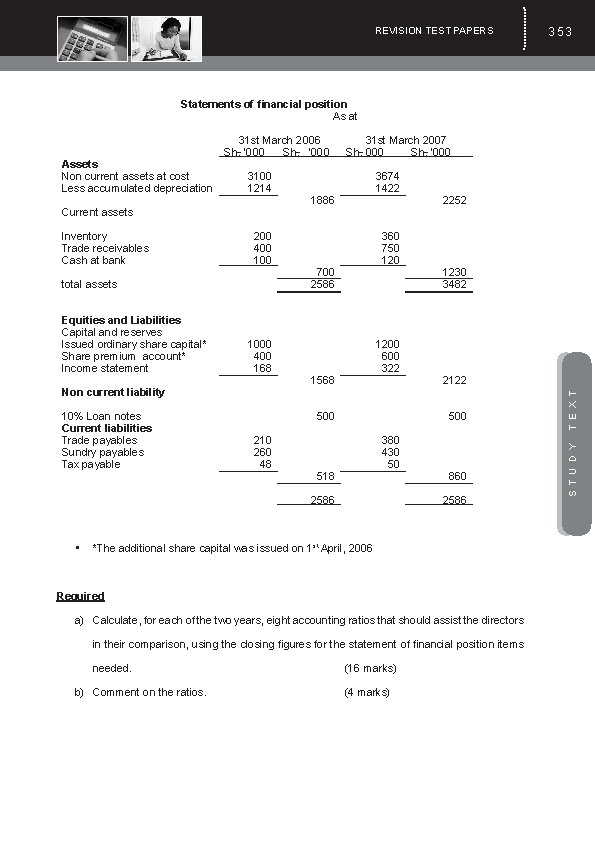 REVISION TEST PAPERS 353
Statements of financial position
As at
31st March 2006 31st March 2007
Sh- '000 Sh- '000 Sh- 000 Sh- '000
Assets
Non current assets at cost 3100 3674
Less accumulated depreciation 1214 1422
1886 2252
Current assets
Inventory 200 360
Trade receivables 400 750
Cash at bank 100 120
700 1230
total assets 2586 3482
Equities and Liabilities
Capital and reserves
Issued ordinary share capital* 1000 1200
Share premium account* 400 600
Income statement 168 322
1568 2122
Non current liability
10% Loan notes 500 500
Current liabilities
Trade payables 210 380
Sundry payables 260 430
Tax payable 48 50
518 860
2586 2586
• *The additional share capital was issued on 1st April, 2006
Required
a) Calculate, for each of the two years, eight accounting ratios that should assist the directors
in their comparison, using the closing figures for the statement of financial position items
needed. (16 marks)
b) Comment on the ratios. (4 marks)
STUDY TEXT